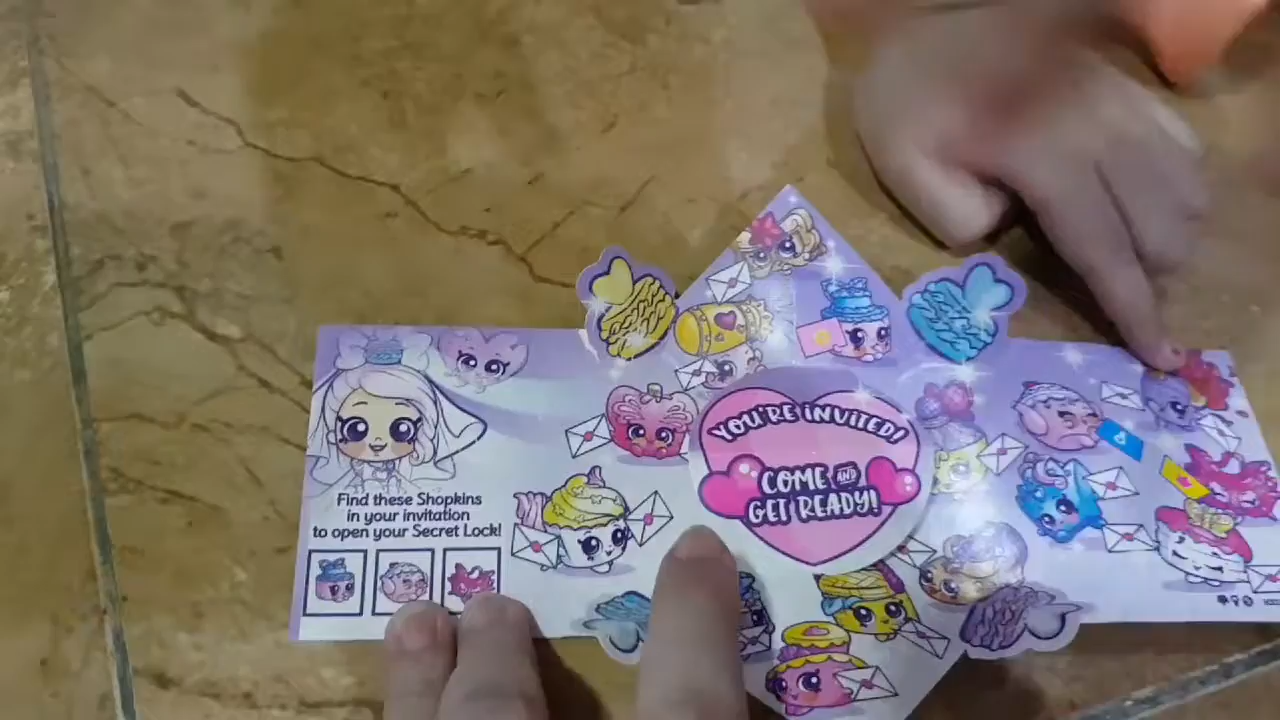 Find these Shopkins
in your invitation
to open your Secret Lock!
YOU'RE INVITED!
COME AND
GET READY!